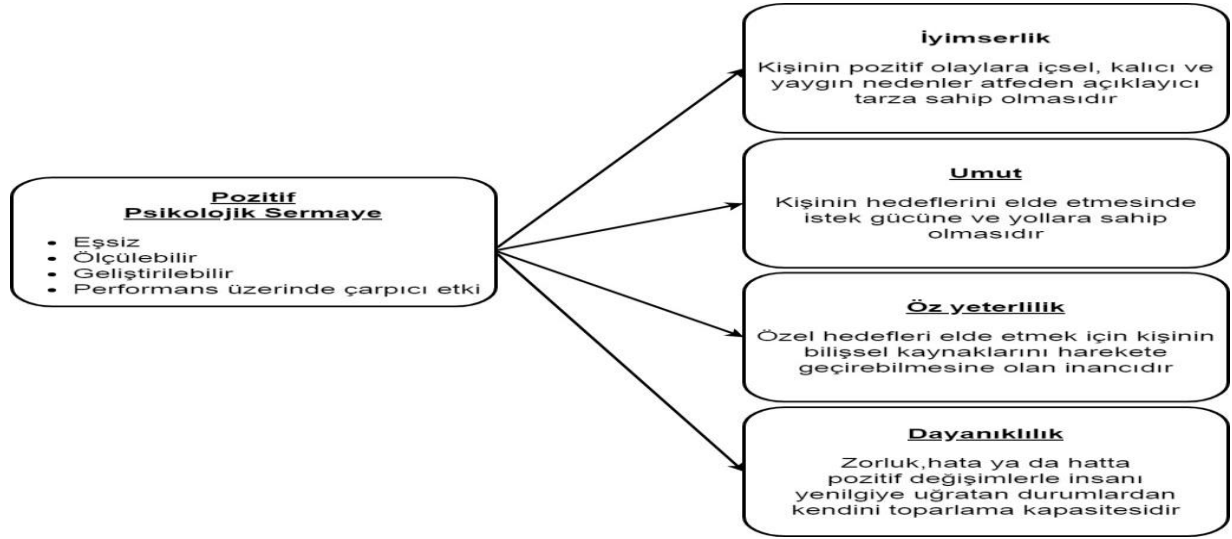 Pozitif
Psikolojik Sermaye
• Eşsiz
• Ölçülebilir
• Geliştirilebilir
• Performans üzerinde çarpıcı etki
İyimserlik
Kişinin pozitif olaylara içsel, kalıcı ve
yaygın nedenler atfeden açıklayıcı
tarza sahip olmasıdır
Umut
Kişinin hedeflerini elde etmesinde
istek gücüne ve yollara sahip
olmasıdır
Öz yeterlilik
Özel hedefleri elde etmek için kişinin
bilişsel kaynaklarını harekete
geçirebilmesine olan inancıdır
Dayanıklılık
Zorluk,hata ya da hatta
pozitif değişimlerle insanı
yenilgiye uğratan durumlardan
kendini toparlama kapasitesidir